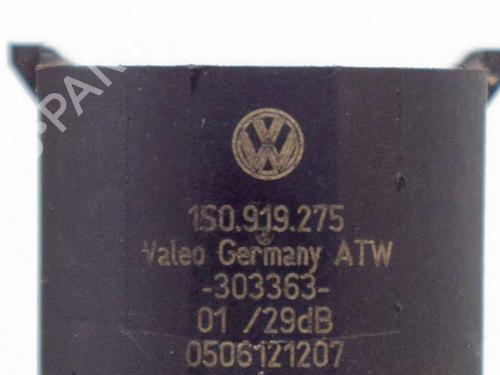 1S0.919.275
Valeo Germany ATW
-303363-
01 /29dB
0506121207